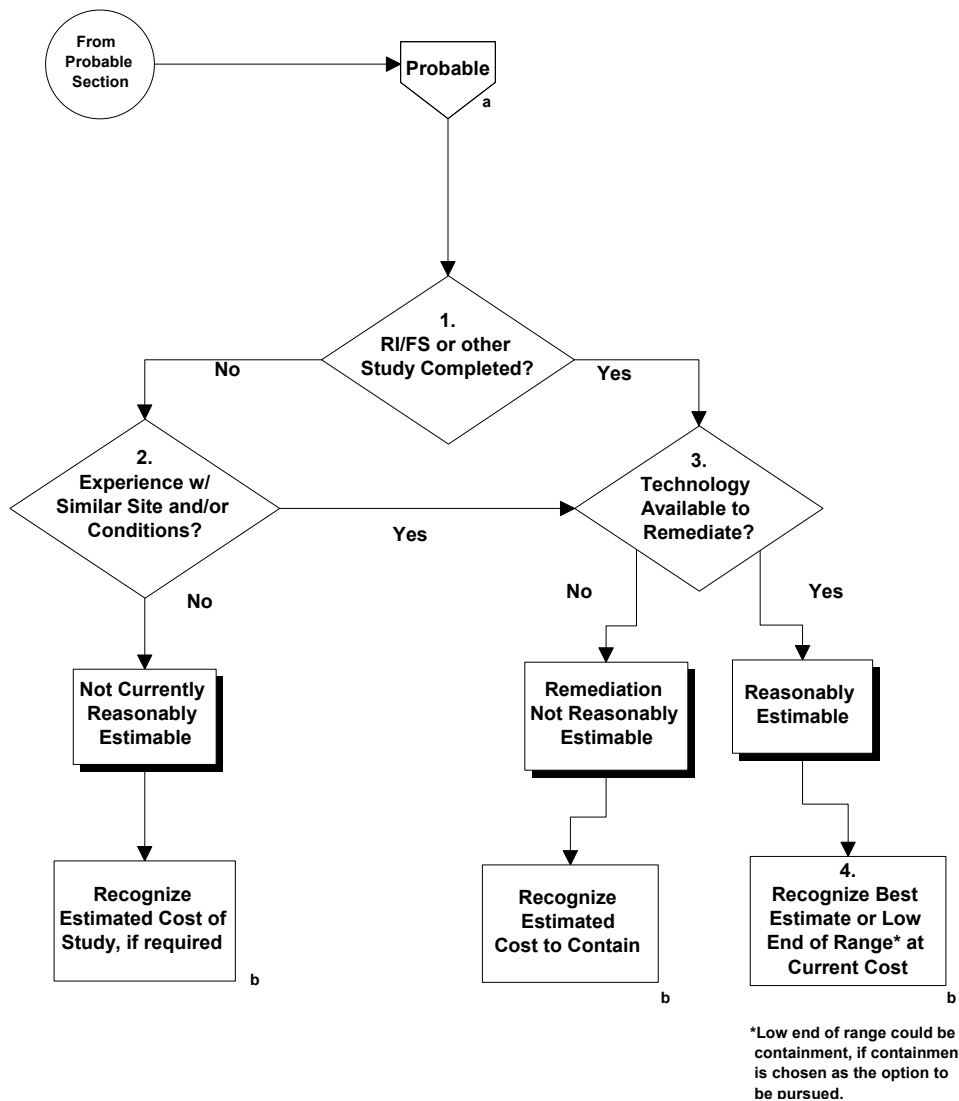 From
Probable
Section
Probable
a
1.
RI/FS or other
Study Completed?
No
Yes
2.
Experience w/
Similar Site and/or
Conditions?
Yes
3.
Technology
Available to
Remediate?
No
No
Yes
Not Currently
Reasonably
Estimable
Remediation
Not Reasonably
Estimable
Reasonably
Estimable
Recognize
Estimated Cost of
Study, if required
b
Recognize
Estimated
Cost to Contain
b
4.
Recognize Best
Estimate or Low
End of Range* at
Current Cost
b
*Low end of range could be
containment, if containmen
is chosen as the option to
be pursued.